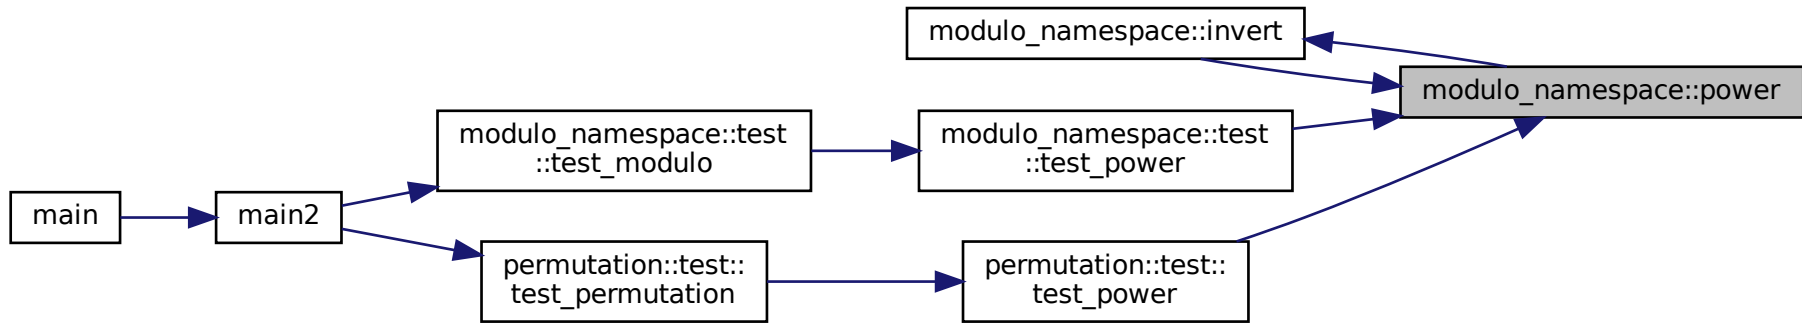 modulo_namespace::invert
modulo_namespace::power
modulo_namespace::test
::test_modulo
modulo_namespace::test
::test_power
main
main2
permutation::test::
test_permutation
permutation::test::
test_power